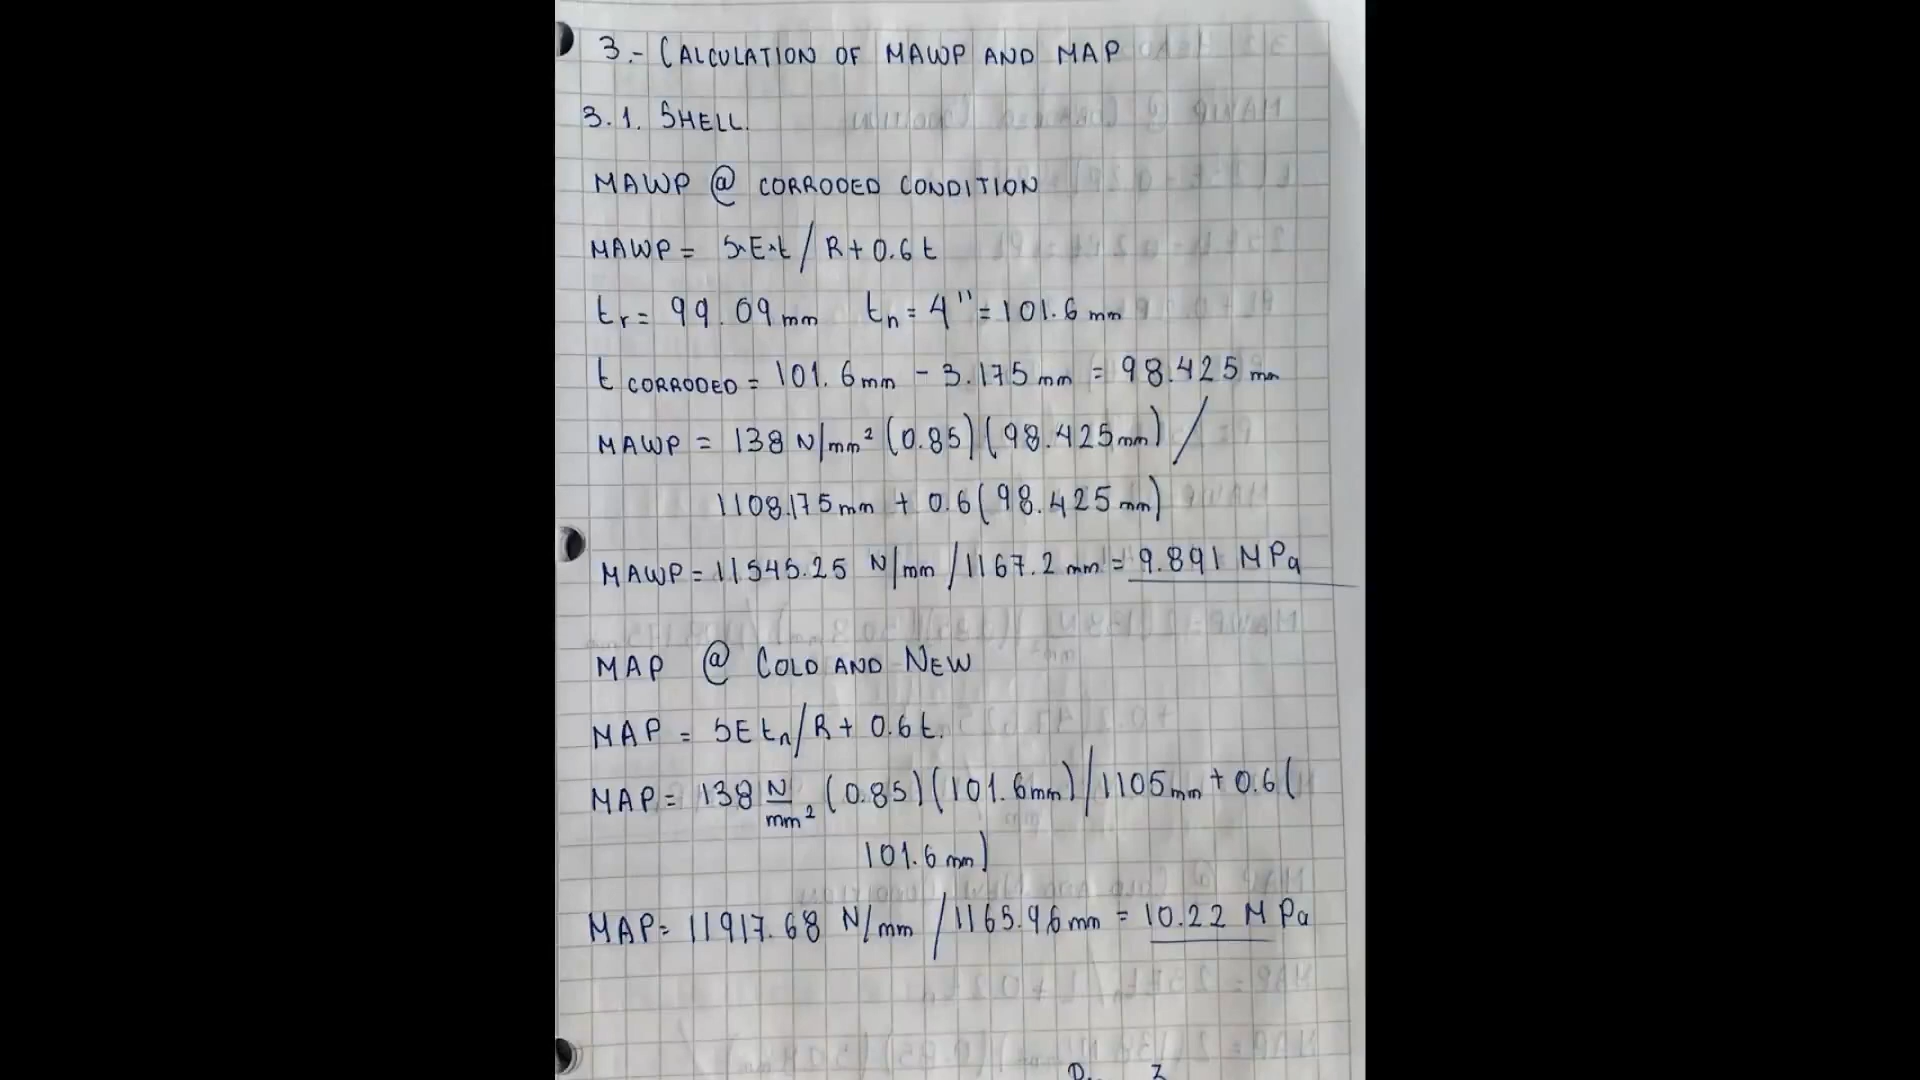 3.- CALCULATION OF MAWP AND MAP
3.1. SHELL.
MAWP @ CORRODED CONDITION
MAWP = S×E×t / R + 0.6 t
tr = 99.09 mm tn = 4" = 101.6 mm
t CORRODED = 101.6 mm - 3.175 mm = 98.425 mm
MAWP = 138 N/mm² (0.85) (98.425 mm) /
1108.175 mm + 0.6 (98.425 mm)
MAWP = 11545.25 N/mm / 1167.2 mm = 9.891 MPa
MAP @ COLD AND NEW
MAP = SE tn / R + 0.6 t.
MAP = 138 N/mm² (0.85) (101.6 mm) / 1105 mm + 0.6 (
101.6 mm)
MAP = 11917.68 N/mm / 1165.96 mm = 10.22 MPa